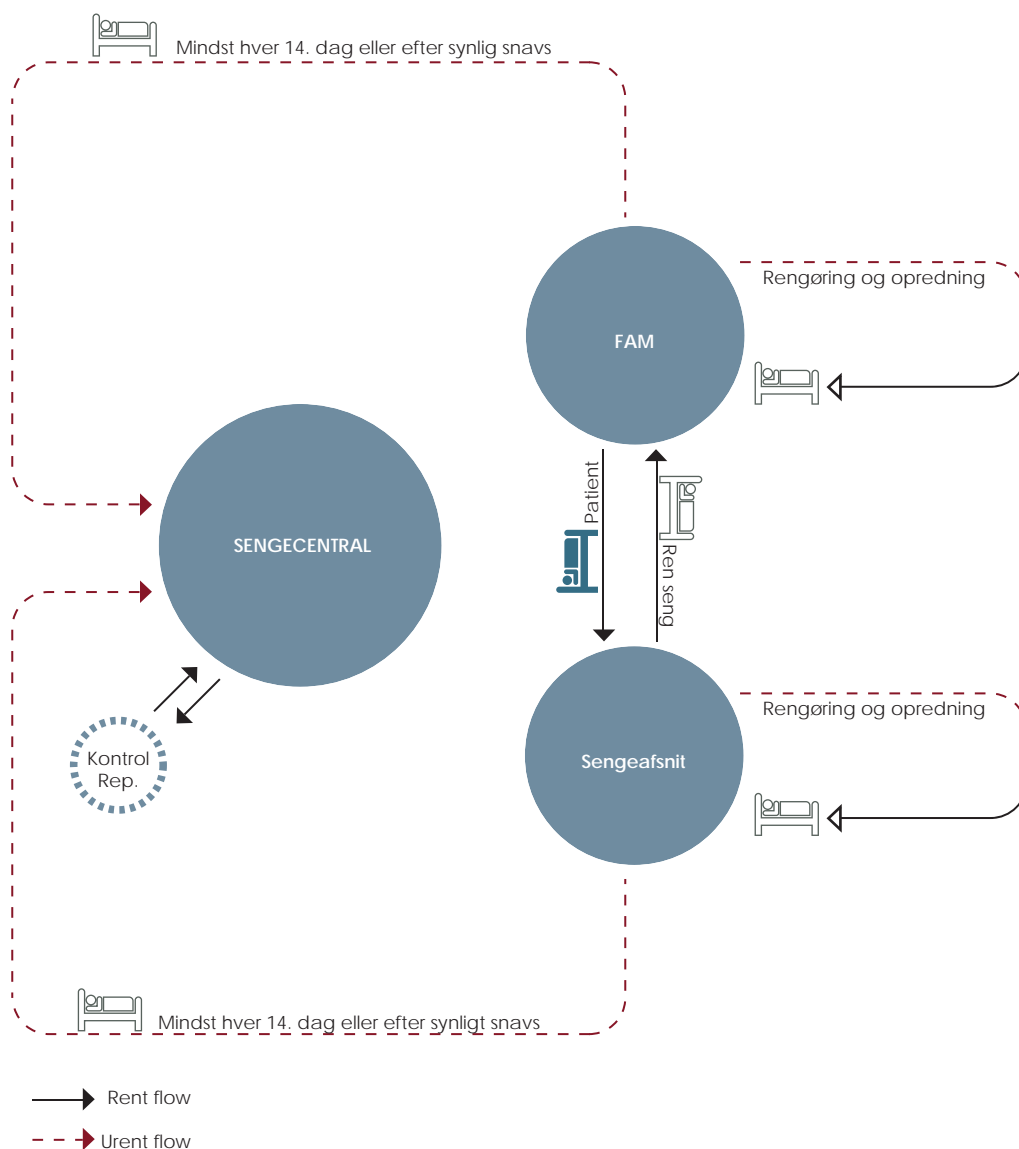 Mindst hver 14. dag eller efter synlig snavs
Rengøring og opredning
FAM
Patient
Ren seng
SENGECENTRAL
Rengøring og opredning
Kontrol
Rep.
Sengeafsnit
Mindst hver 14. dag eller efter synligt snavs
Rent flow
Urent flow